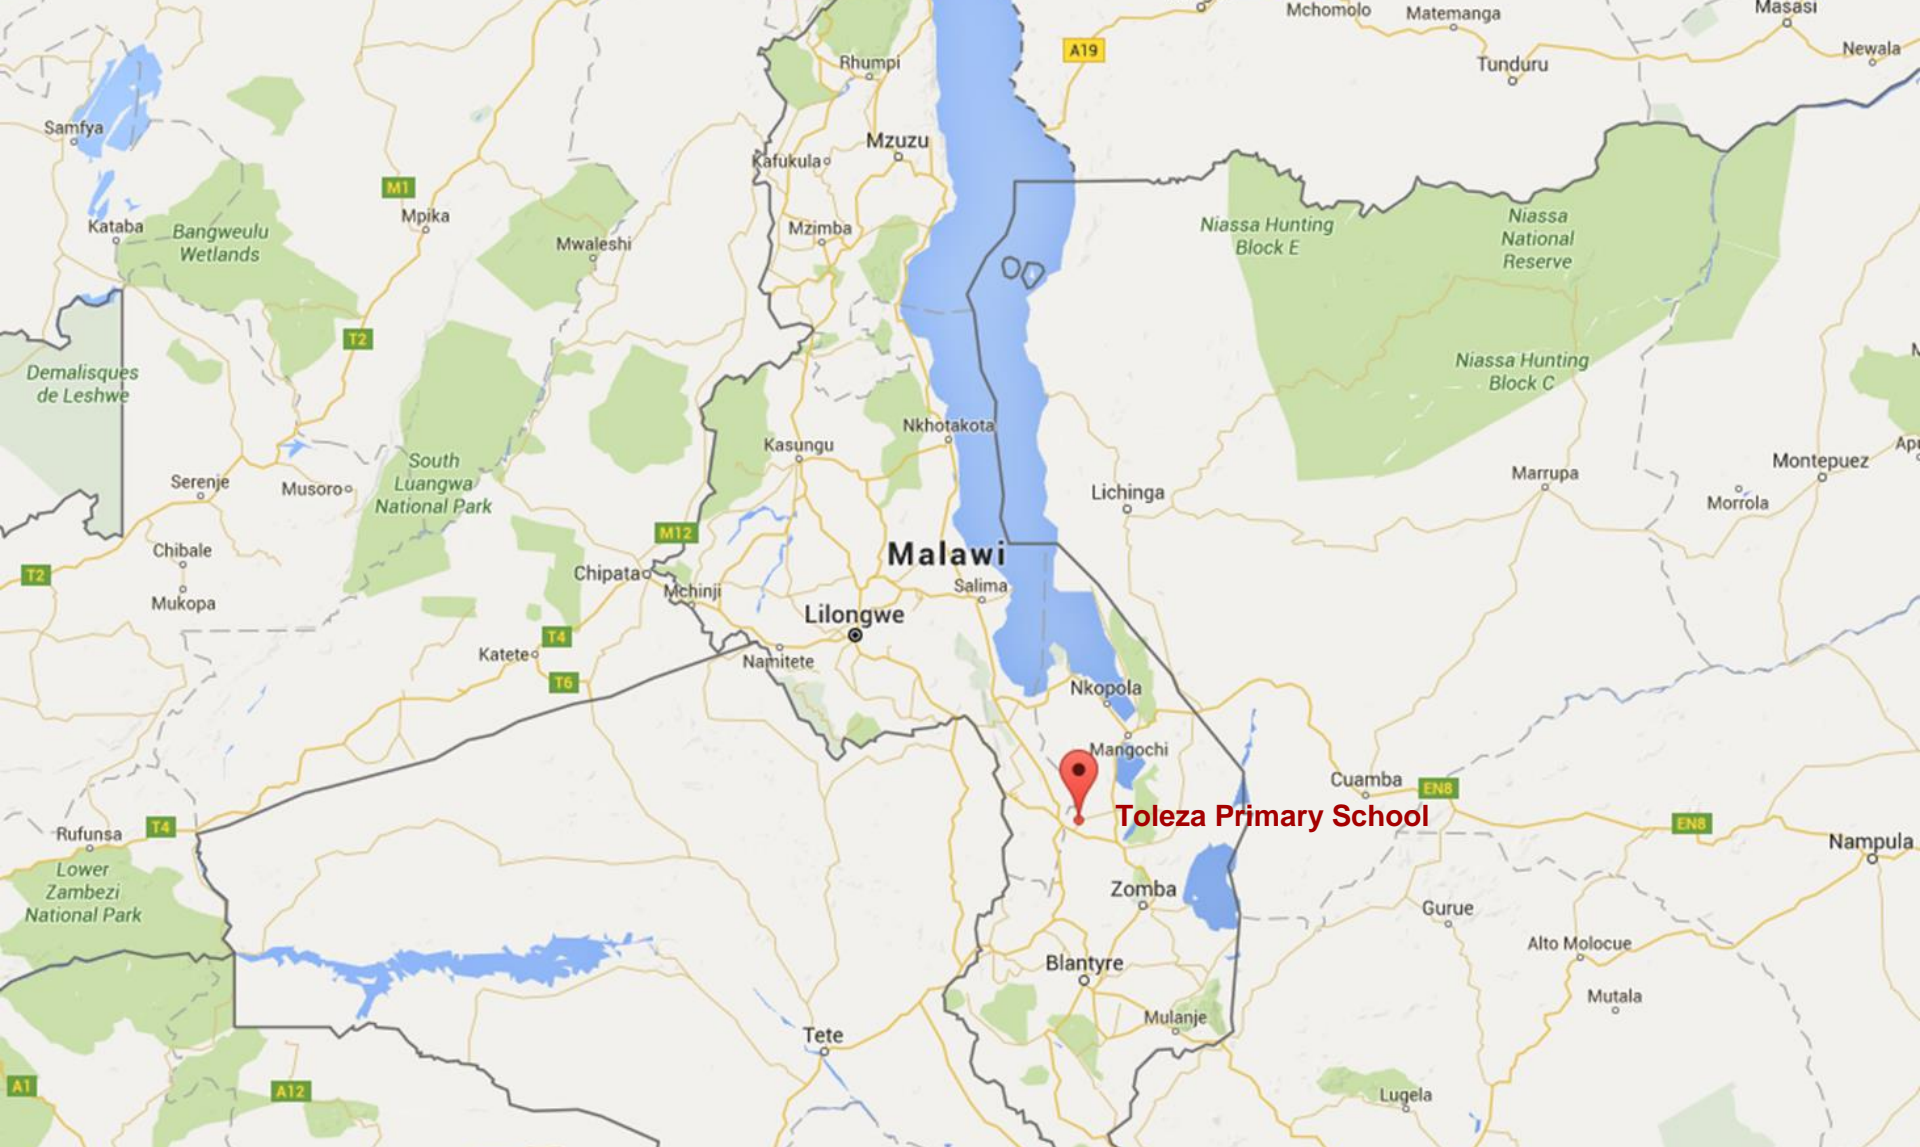 Mchomolo
Matemanga
Masasi
A19
Newala
Rhumpi
Tunduru
Samfya
Mzuzu
Kafukula
M1
Mpika
Kataba
Bangweulu
Wetlands
Mwaleshi
Mzimba
Niassa Hunting
Block E
Niassa
National
Reserve
T2
Demalisques
de Leshwe
Niassa Hunting
Block C
Nkhotakota
Kasungu
South
Luangwa
National Park
Serenje
Musoro
Lichinga
Marrupa
Montepuez
Morrola
M12
Malawi
Chibale
T2
Chipata
Mchinji
Salima
Mukopa
Lilongwe
T4
Katete
Namitete
T6
Nkopola
Mangochi
Cuamba
EN8
Toleza Primary School
EN8
Rufunsa
T4
Nampula
Lower
Zambezi
National Park
Zomba
Gurue
Alto Molocue
Blantyre
Mutala
Mulanje
Tete
A1
A12
Lugela